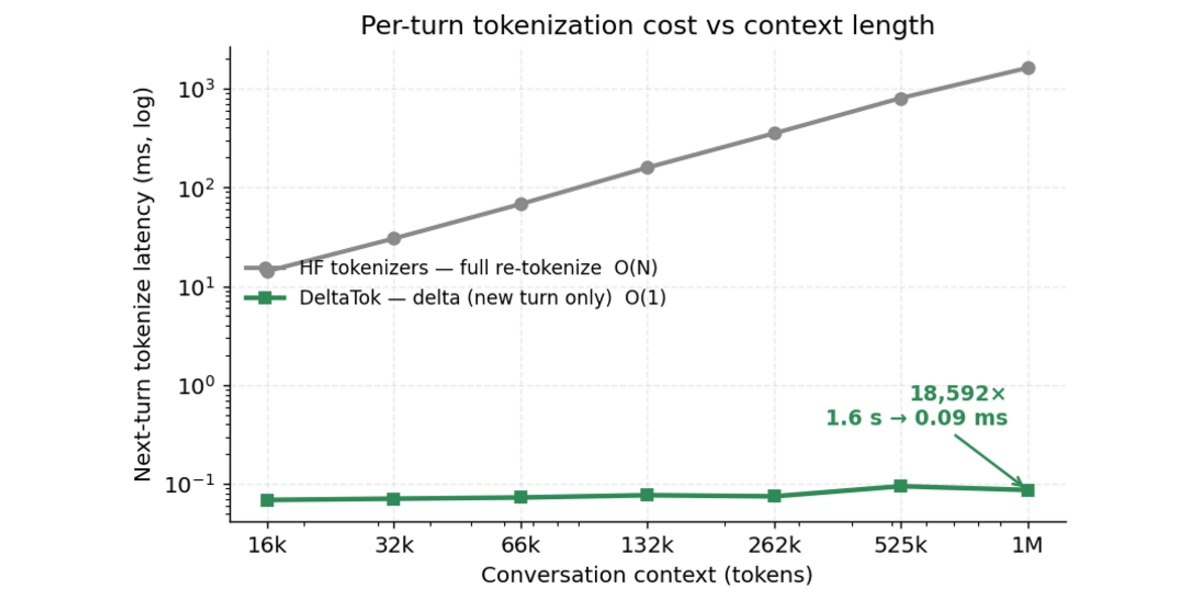 Per-turn tokenization cost vs context length
Next-turn tokenize latency (ms, log)
10³
10²
10¹
10⁰
10⁻¹
HF tokenizers — full re-tokenize O(N)
DeltaTok — delta (new turn only) O(1)
18,592×
1.6 s → 0.09 ms
16k 32k 66k 132k 262k 525k 1M
Conversation context (tokens)